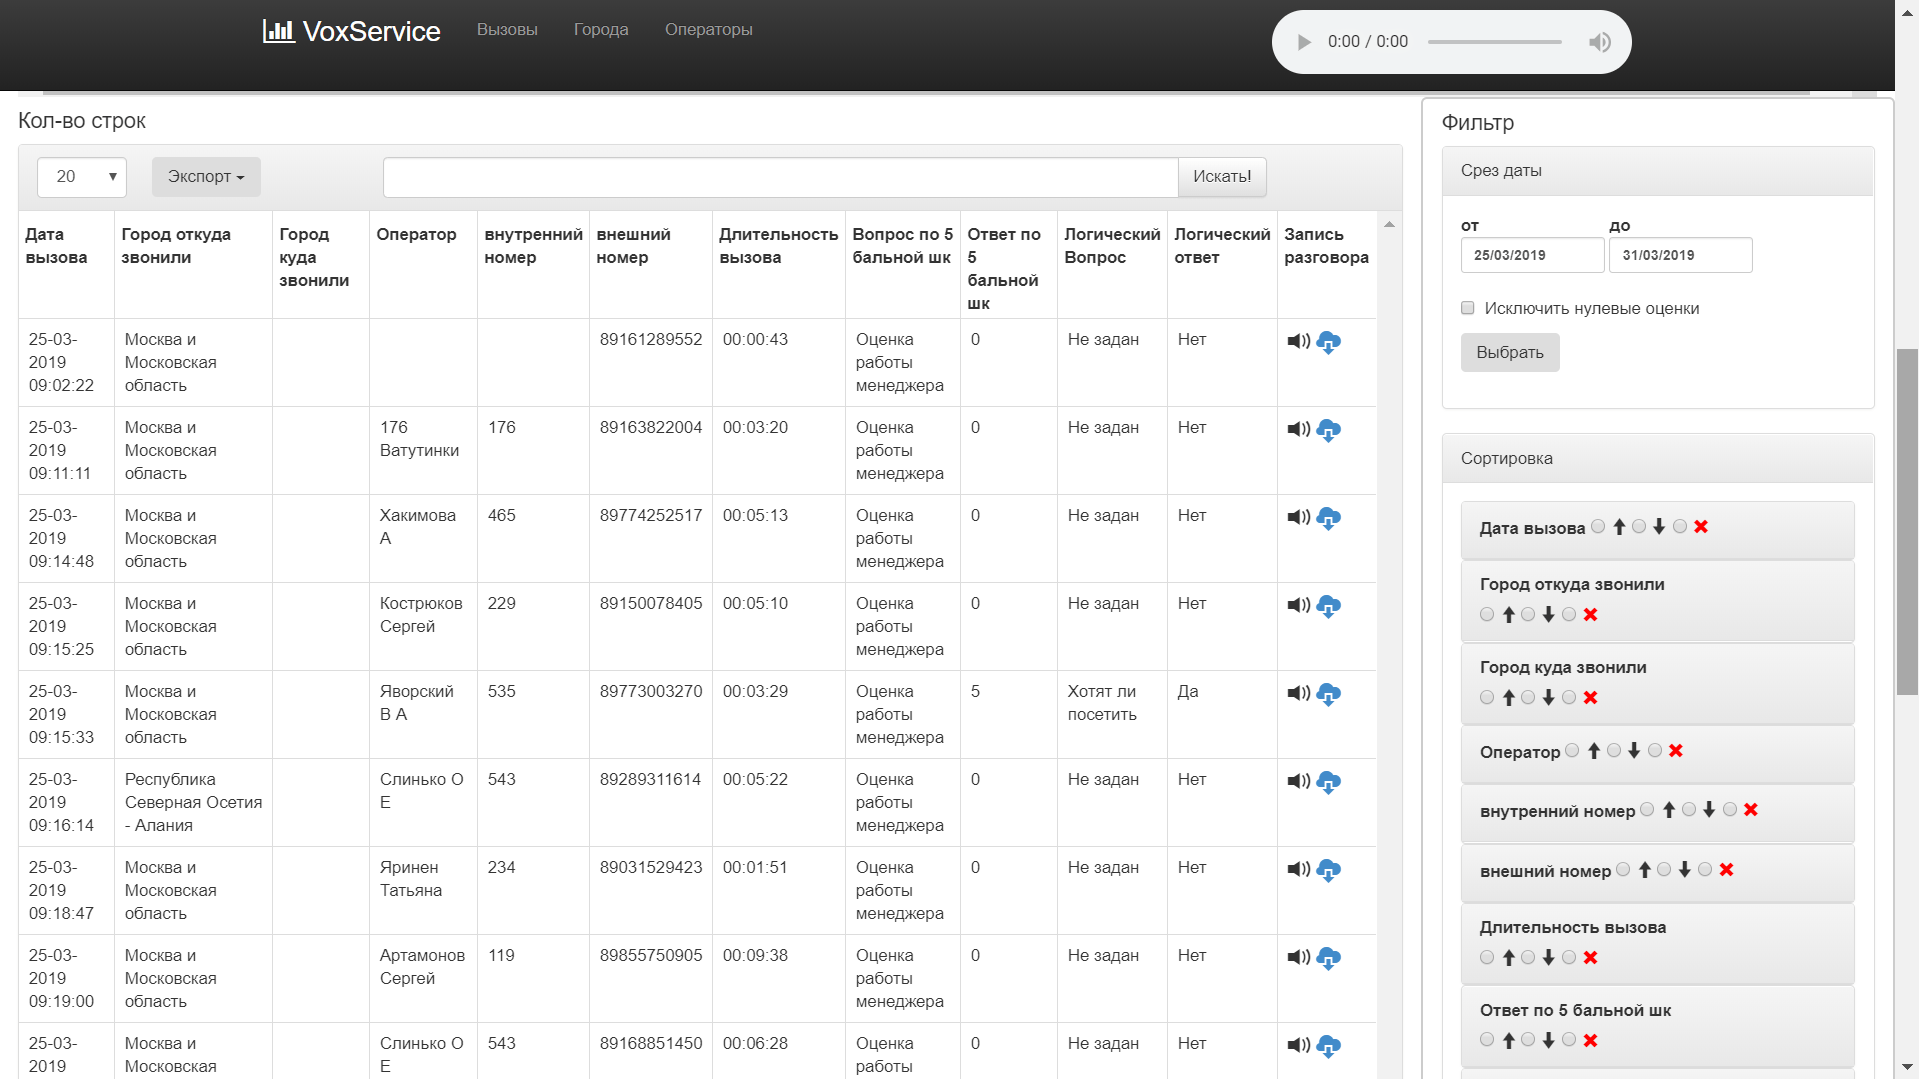 VoxService
Вызовы
Города
Операторы
0:00 / 0:00
Кол-во строк
20
Экспорт
Искать!
Дата вызова
Город откуда звонили
Город куда звонили
Оператор
внутренний номер
внешний номер
Длительность вызова
Вопрос по 5 бальной шк
Ответ по 5 бальной шк
Логический Вопрос
Логический ответ
Запись разговора
25-03-2019 09:02:22 Москва и Московская область 89161289552 00:00:43 Оценка работы менеджера 0 Не задан Нет
25-03-2019 09:11:11 Москва и Московская область 176 Ватутинки 176 89163822004 00:03:20 Оценка работы менеджера 0 Не задан Нет
25-03-2019 09:14:48 Москва и Московская область Хакимова А 465 89774252517 00:05:13 Оценка работы менеджера 0 Не задан Нет
25-03-2019 09:15:25 Москва и Московская область Кострюков Сергей 229 89150078405 00:05:10 Оценка работы менеджера 0 Не задан Нет
25-03-2019 09:15:33 Москва и Московская область Яворский В А 535 89773003270 00:03:29 Оценка работы менеджера 5 Хотят ли посетить Да
25-03-2019 09:16:14 Республика Северная Осетия - Алания Слинько О Е 543 89289311614 00:05:22 Оценка работы менеджера 0 Не задан Нет
25-03-2019 09:18:47 Москва и Московская область Яринен Татьяна 234 89031529423 00:01:51 Оценка работы менеджера 0 Не задан Нет
25-03-2019 09:19:00 Москва и Московская область Артамонов Сергей 119 89855750905 00:09:38 Оценка работы менеджера 0 Не задан Нет
25-03-2019 Москва и Московская Слинько О Е 543 89168851450 00:06:28 Оценка работы 0 Не задан Нет
Фильтр
Срез даты
от до
25/03/2019 31/03/2019
Исключить нулевые оценки
Выбрать
Сортировка
Дата вызова
Город откуда звонили
Город куда звонили
Оператор
внутренний номер
внешний номер
Длительность вызова
Ответ по 5 бальной шк